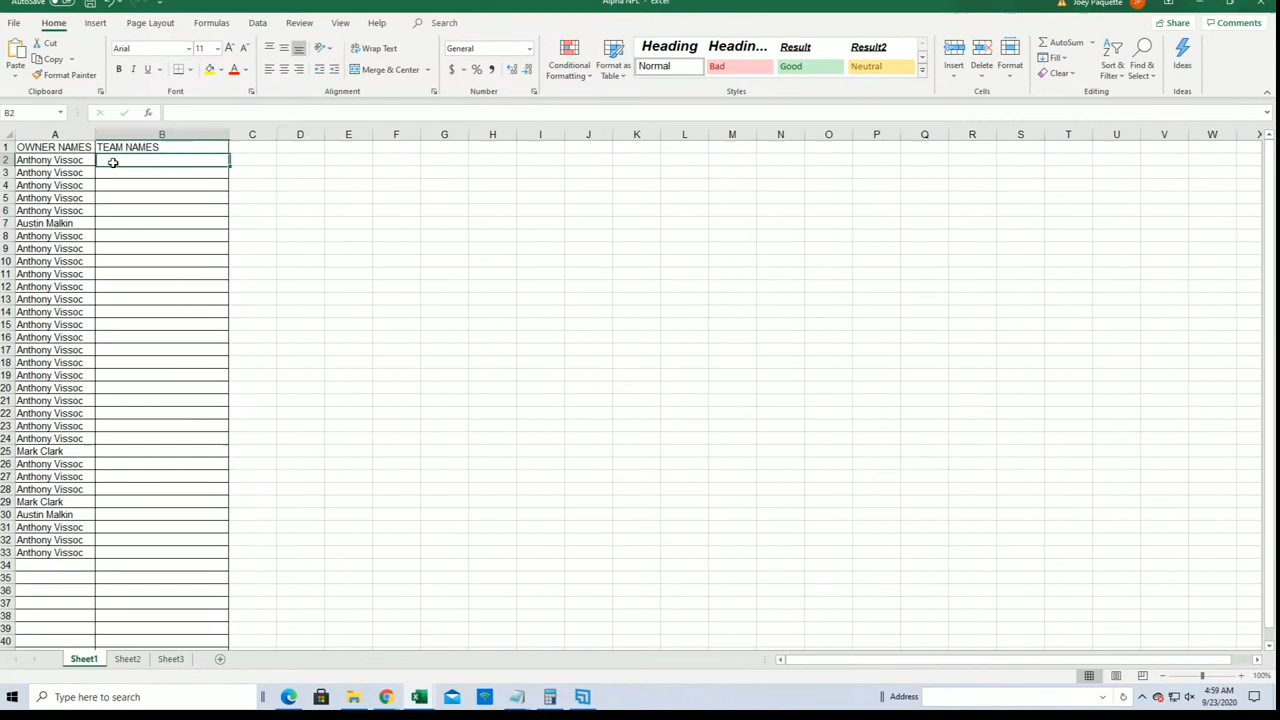 AutoSave Off Alpha NFL - Excel Joey Paquette JP
File Home Insert Page Layout Formulas Data Review View Help Search Share Comments
Paste Cut Copy Format Painter Clipboard
Arial 11 A A B I U A Font
Wrap Text Merge & Center Alignment
General $ % , Number
Conditional Formatting Format as Table Heading Headin... Result Result2 Normal Bad Good Neutral Styles
Insert Delete Format Cells
AutoSum Fill Clear Sort & Filter Find & Select Editing
Ideas Ideas
B2 fx
A B C D E F G H I J K L M N O P Q R S T U V W X
1 OWNER NAMES TEAM NAMES
2 Anthony Vissoc
3 Anthony Vissoc
4 Anthony Vissoc
5 Anthony Vissoc
6 Anthony Vissoc
7 Austin Malkin
8 Anthony Vissoc
9 Anthony Vissoc
10 Anthony Vissoc
11 Anthony Vissoc
12 Anthony Vissoc
13 Anthony Vissoc
14 Anthony Vissoc
15 Anthony Vissoc
16 Anthony Vissoc
17 Anthony Vissoc
18 Anthony Vissoc
19 Anthony Vissoc
20 Anthony Vissoc
21 Anthony Vissoc
22 Anthony Vissoc
23 Anthony Vissoc
24 Anthony Vissoc
25 Mark Clark
26 Anthony Vissoc
27 Anthony Vissoc
28 Anthony Vissoc
29 Mark Clark
30 Austin Malkin
31 Anthony Vissoc
32 Anthony Vissoc
33 Anthony Vissoc
34
35
36
37
38
39
40
Sheet1 Sheet2 Sheet3
100%
Type here to search Address 4:59 AM
9/23/2020